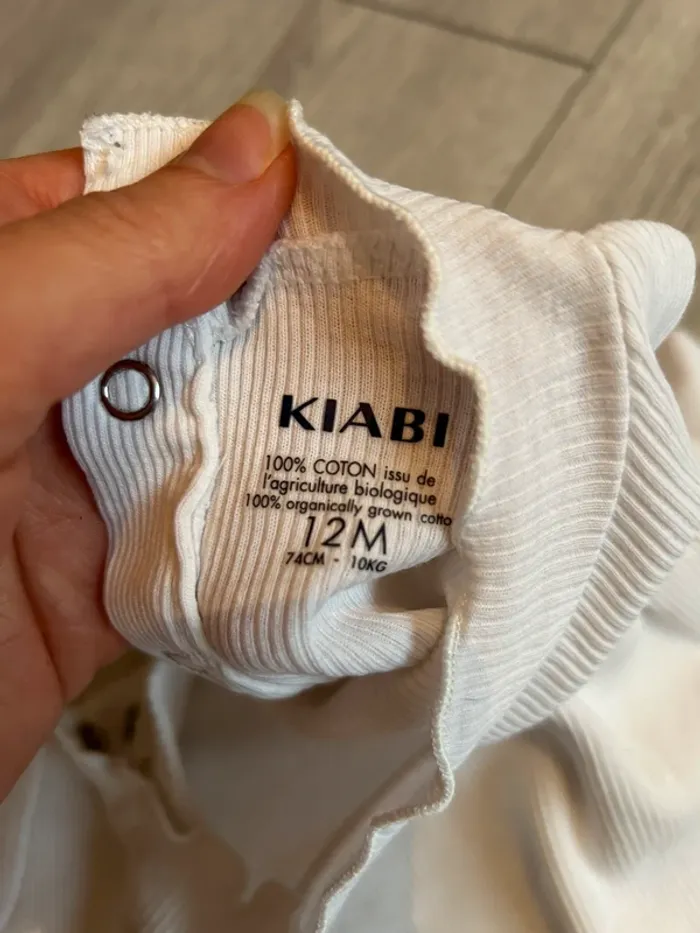 KIABI
100% COTON issu de
l'agriculture biologique
100% organically grown cotto
12M
74CM - 10KG